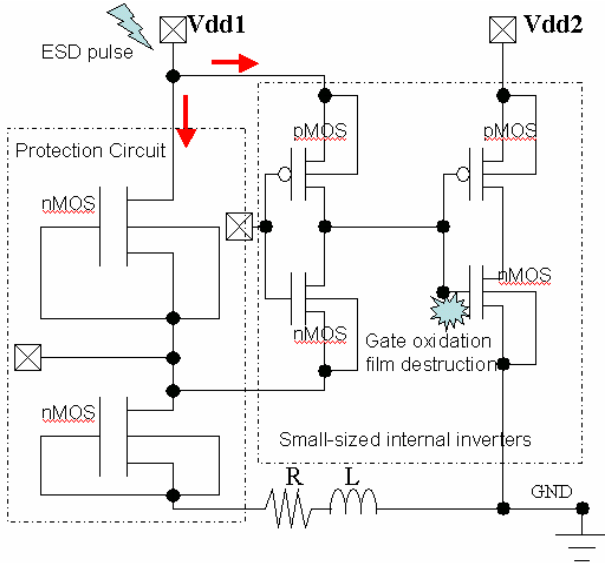 Vdd1
Vdd2
ESD pulse
pMOS
pMOS
Protection Circuit
nMOS
nMOS
nMOS
Gate oxidation
film destruction
nMOS
Small-sized internal inverters
R
L
GND